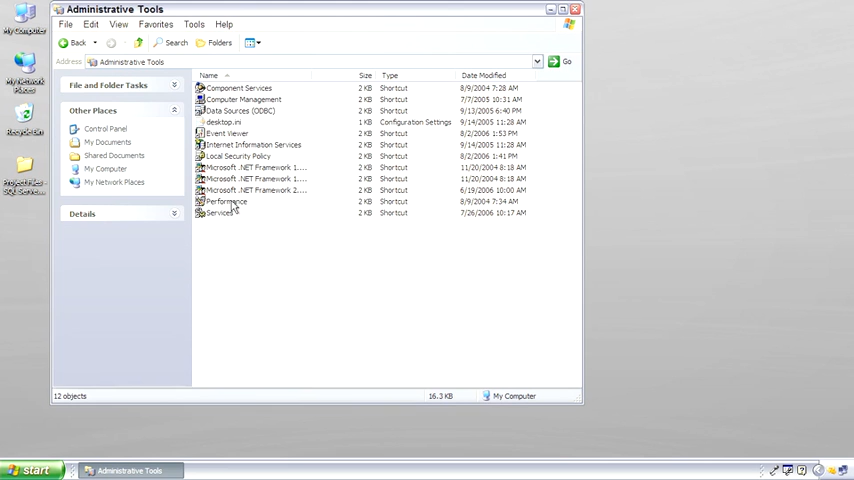 Administrative Tools
File Edit View Favorites Tools Help
Back Search Folders
Address Administrative Tools Go
My Computer
My Network Places
Recycle Bin
Project Files - SQL Serve...
File and Folder Tasks
Other Places
Control Panel
My Documents
Shared Documents
My Computer
My Network Places
Details
Name Size Type Date Modified
Component Services 2 KB Shortcut 8/9/2004 7:28 AM
Computer Management 2 KB Shortcut 7/7/2005 10:31 AM
Data Sources (ODBC) 2 KB Shortcut 9/13/2005 6:40 PM
desktop.ini 1 KB Configuration Settings 9/14/2005 11:28 AM
Event Viewer 2 KB Shortcut 8/2/2006 1:53 PM
Internet Information Services 2 KB Shortcut 9/14/2005 11:28 AM
Local Security Policy 2 KB Shortcut 8/2/2006 1:41 PM
Microsoft .NET Framework 1.... 2 KB Shortcut 11/20/2004 8:18 AM
Microsoft .NET Framework 1.... 2 KB Shortcut 11/20/2004 8:18 AM
Microsoft .NET Framework 2.... 2 KB Shortcut 6/19/2006 10:00 AM
Performance 2 KB Shortcut 8/9/2004 7:34 AM
Services 2 KB Shortcut 7/26/2006 10:17 AM
12 objects 16.3 KB My Computer
start Administrative Tools